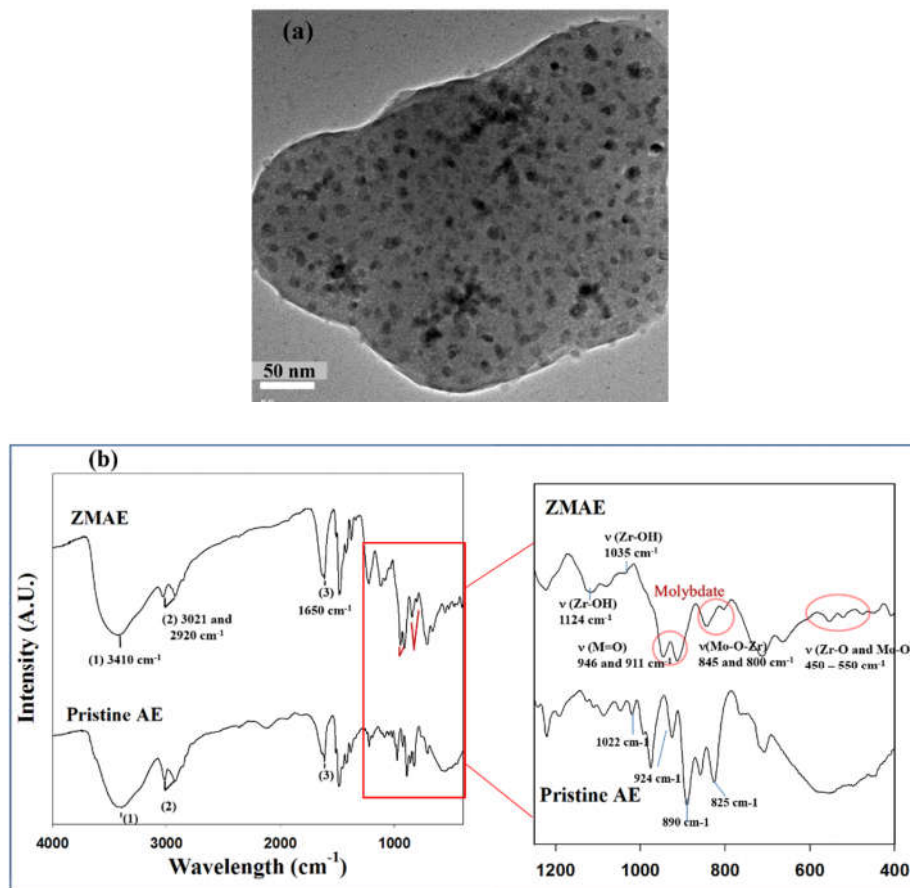 (a)
50 nm
(b)
ZMAE
(3)
1650 cm-1
(2) 3021 and
2920 cm-1
(1) 3410 cm-1
Pristine AE
(3)
(2)
(1)
Intensity (A.U.)
4000 3000 2000 1000
Wavelength (cm-1)
ZMAE
ν (Zr-OH)
1035 cm-1
Molybdate
ν (Zr-OH)
1124 cm-1
ν (M=O)
946 and 911 cm-1
ν(Mo-O-Zr)
845 and 800 cm-1
ν (Zr-O and Mo-O
450 – 550 cm-1
1022 cm-1
924 cm-1
825 cm-1
Pristine AE
890 cm-1
1200 1000 800 600 400